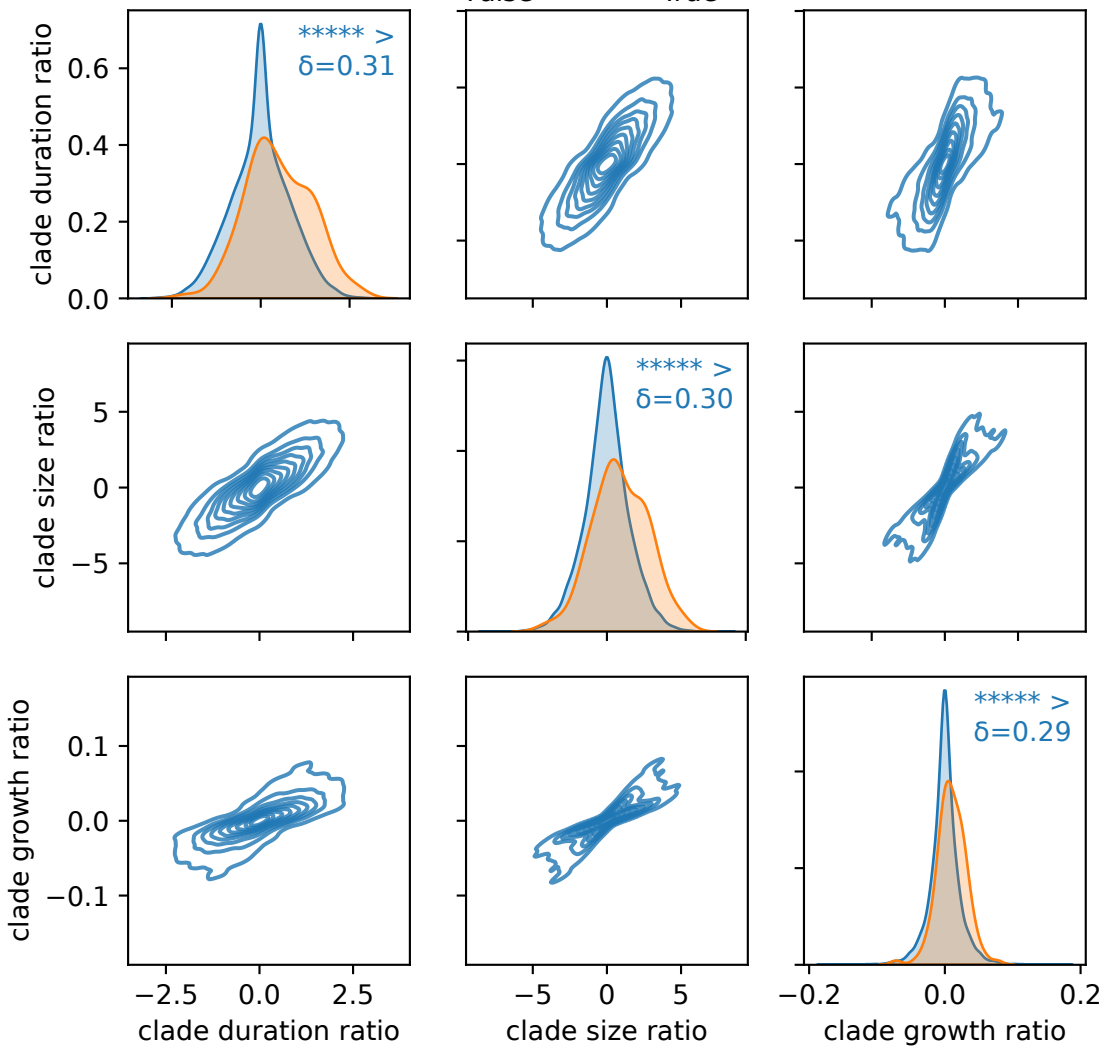 clade duration ratio
0.6
0.4
0.2
0.0
***** >
δ=0.31
clade size ratio
5
0
−5
***** >
δ=0.30
clade growth ratio
0.1
0.0
−0.1
***** >
δ=0.29
−2.5 0.0 2.5
−5 0 5
−0.2 0.0 0.2
clade duration ratio
clade size ratio
clade growth ratio